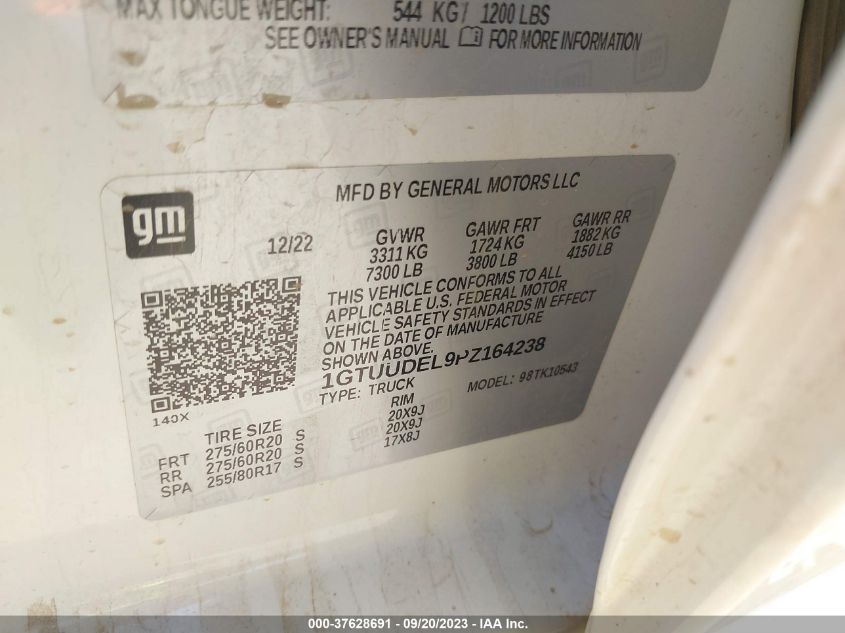 MAX TONGUE WEIGHT: 544 KG / 1200 LBS
SEE OWNER'S MANUAL FOR MORE INFORMATION
gm
MFD BY GENERAL MOTORS LLC
12/22 GVWR GAWR FRT GAWR RR
3311 KG 1724 KG 1882 KG
7300 LB 3800 LB 4150 LB
THIS VEHICLE CONFORMS TO ALL
APPLICABLE U.S. FEDERAL MOTOR
VEHICLE SAFETY STANDARDS IN EFFECT
ON THE DATE OF MANUFACTURE
SHOWN ABOVE.
1GTUUDEL9PZ164238
TYPE: TRUCK MODEL: 98TK10543
140X
TIRE SIZE RIM
FRT 275/60R20 S 20X9J
RR 275/60R20 S 20X9J
SPA 255/80R17 S 17X8J
000-37628691 - 09/20/2023 - IAA Inc.